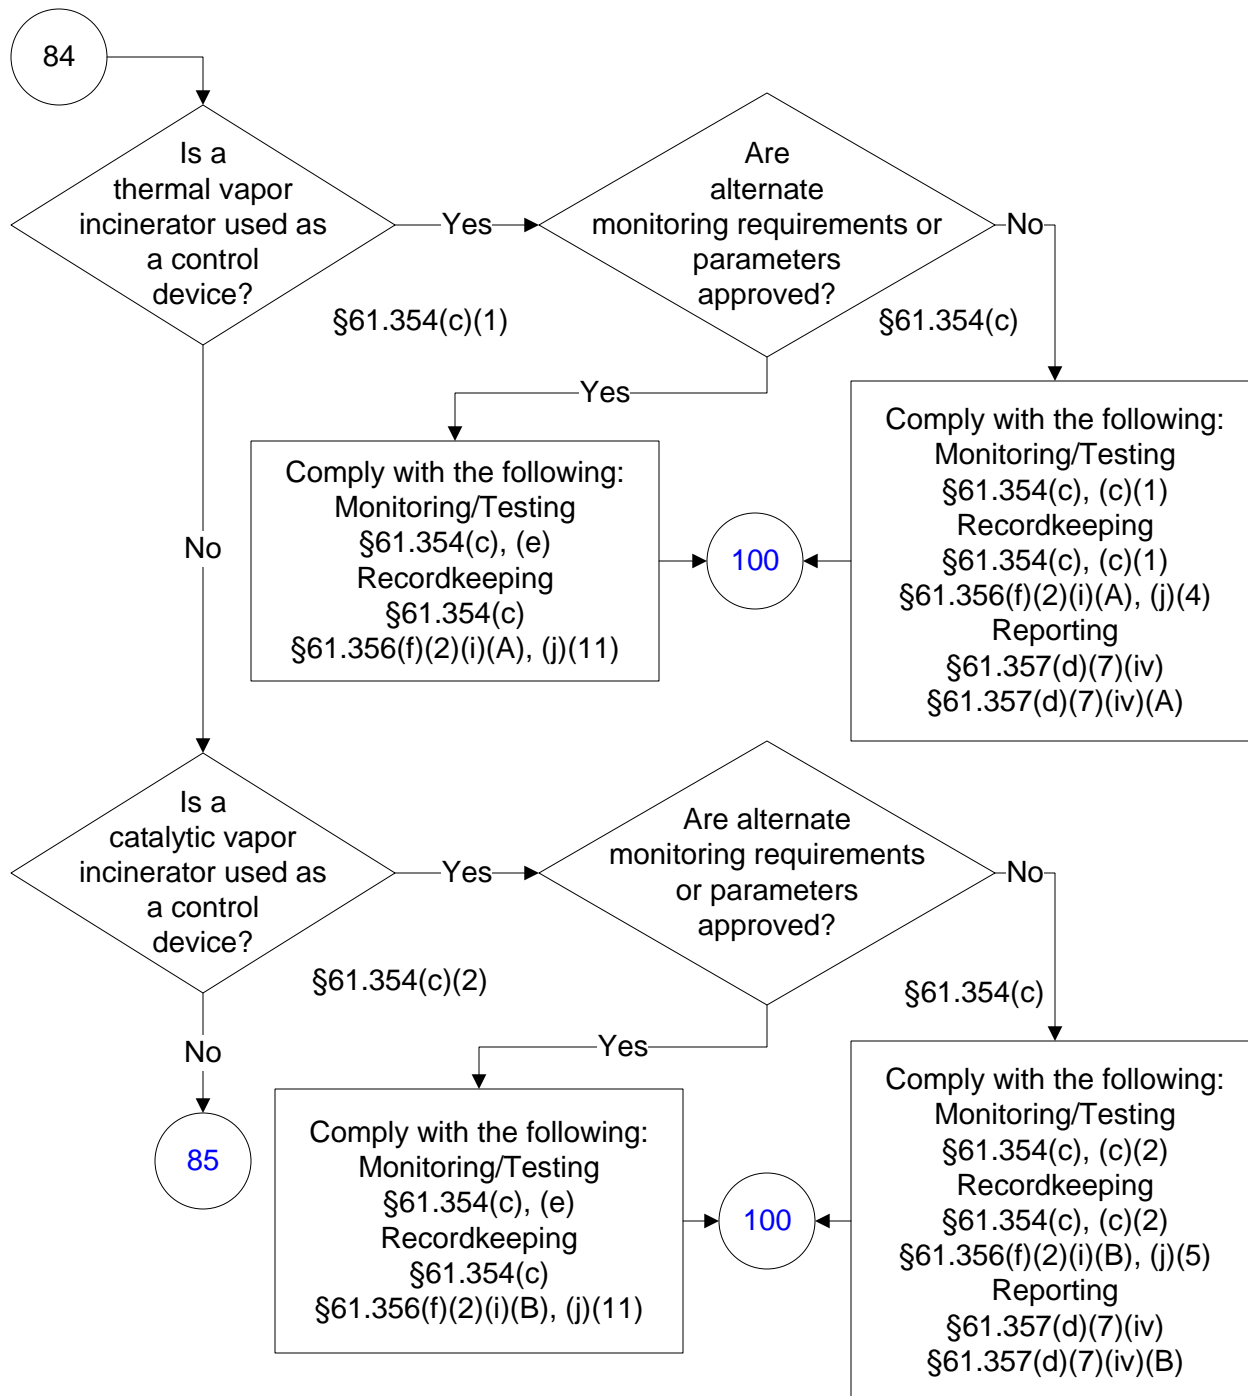 84
Is a
thermal vapor
incinerator used as
a control
device?
Yes
Are
alternate
monitoring requirements or
parameters
approved?
No
§61.354(c)(1)
§61.354(c)
Yes
Comply with the following:
Monitoring/Testing
§61.354(c), (e)
Recordkeeping
§61.354(c)
§61.356(f)(2)(i)(A), (j)(11)
100
Comply with the following:
Monitoring/Testing
§61.354(c), (c)(1)
Recordkeeping
§61.354(c), (c)(1)
§61.356(f)(2)(i)(A), (j)(4)
Reporting
§61.357(d)(7)(iv)
§61.357(d)(7)(iv)(A)
No
Is a
catalytic vapor
incinerator used as
a control
device?
Yes
Are alternate
monitoring requirements
or parameters
approved?
No
§61.354(c)(2)
§61.354(c)
No
85
Yes
Comply with the following:
Monitoring/Testing
§61.354(c), (e)
Recordkeeping
§61.354(c)
§61.356(f)(2)(i)(B), (j)(11)
100
Comply with the following:
Monitoring/Testing
§61.354(c), (c)(2)
Recordkeeping
§61.354(c), (c)(2)
§61.356(f)(2)(i)(B), (j)(5)
Reporting
§61.357(d)(7)(iv)
§61.357(d)(7)(iv)(B)